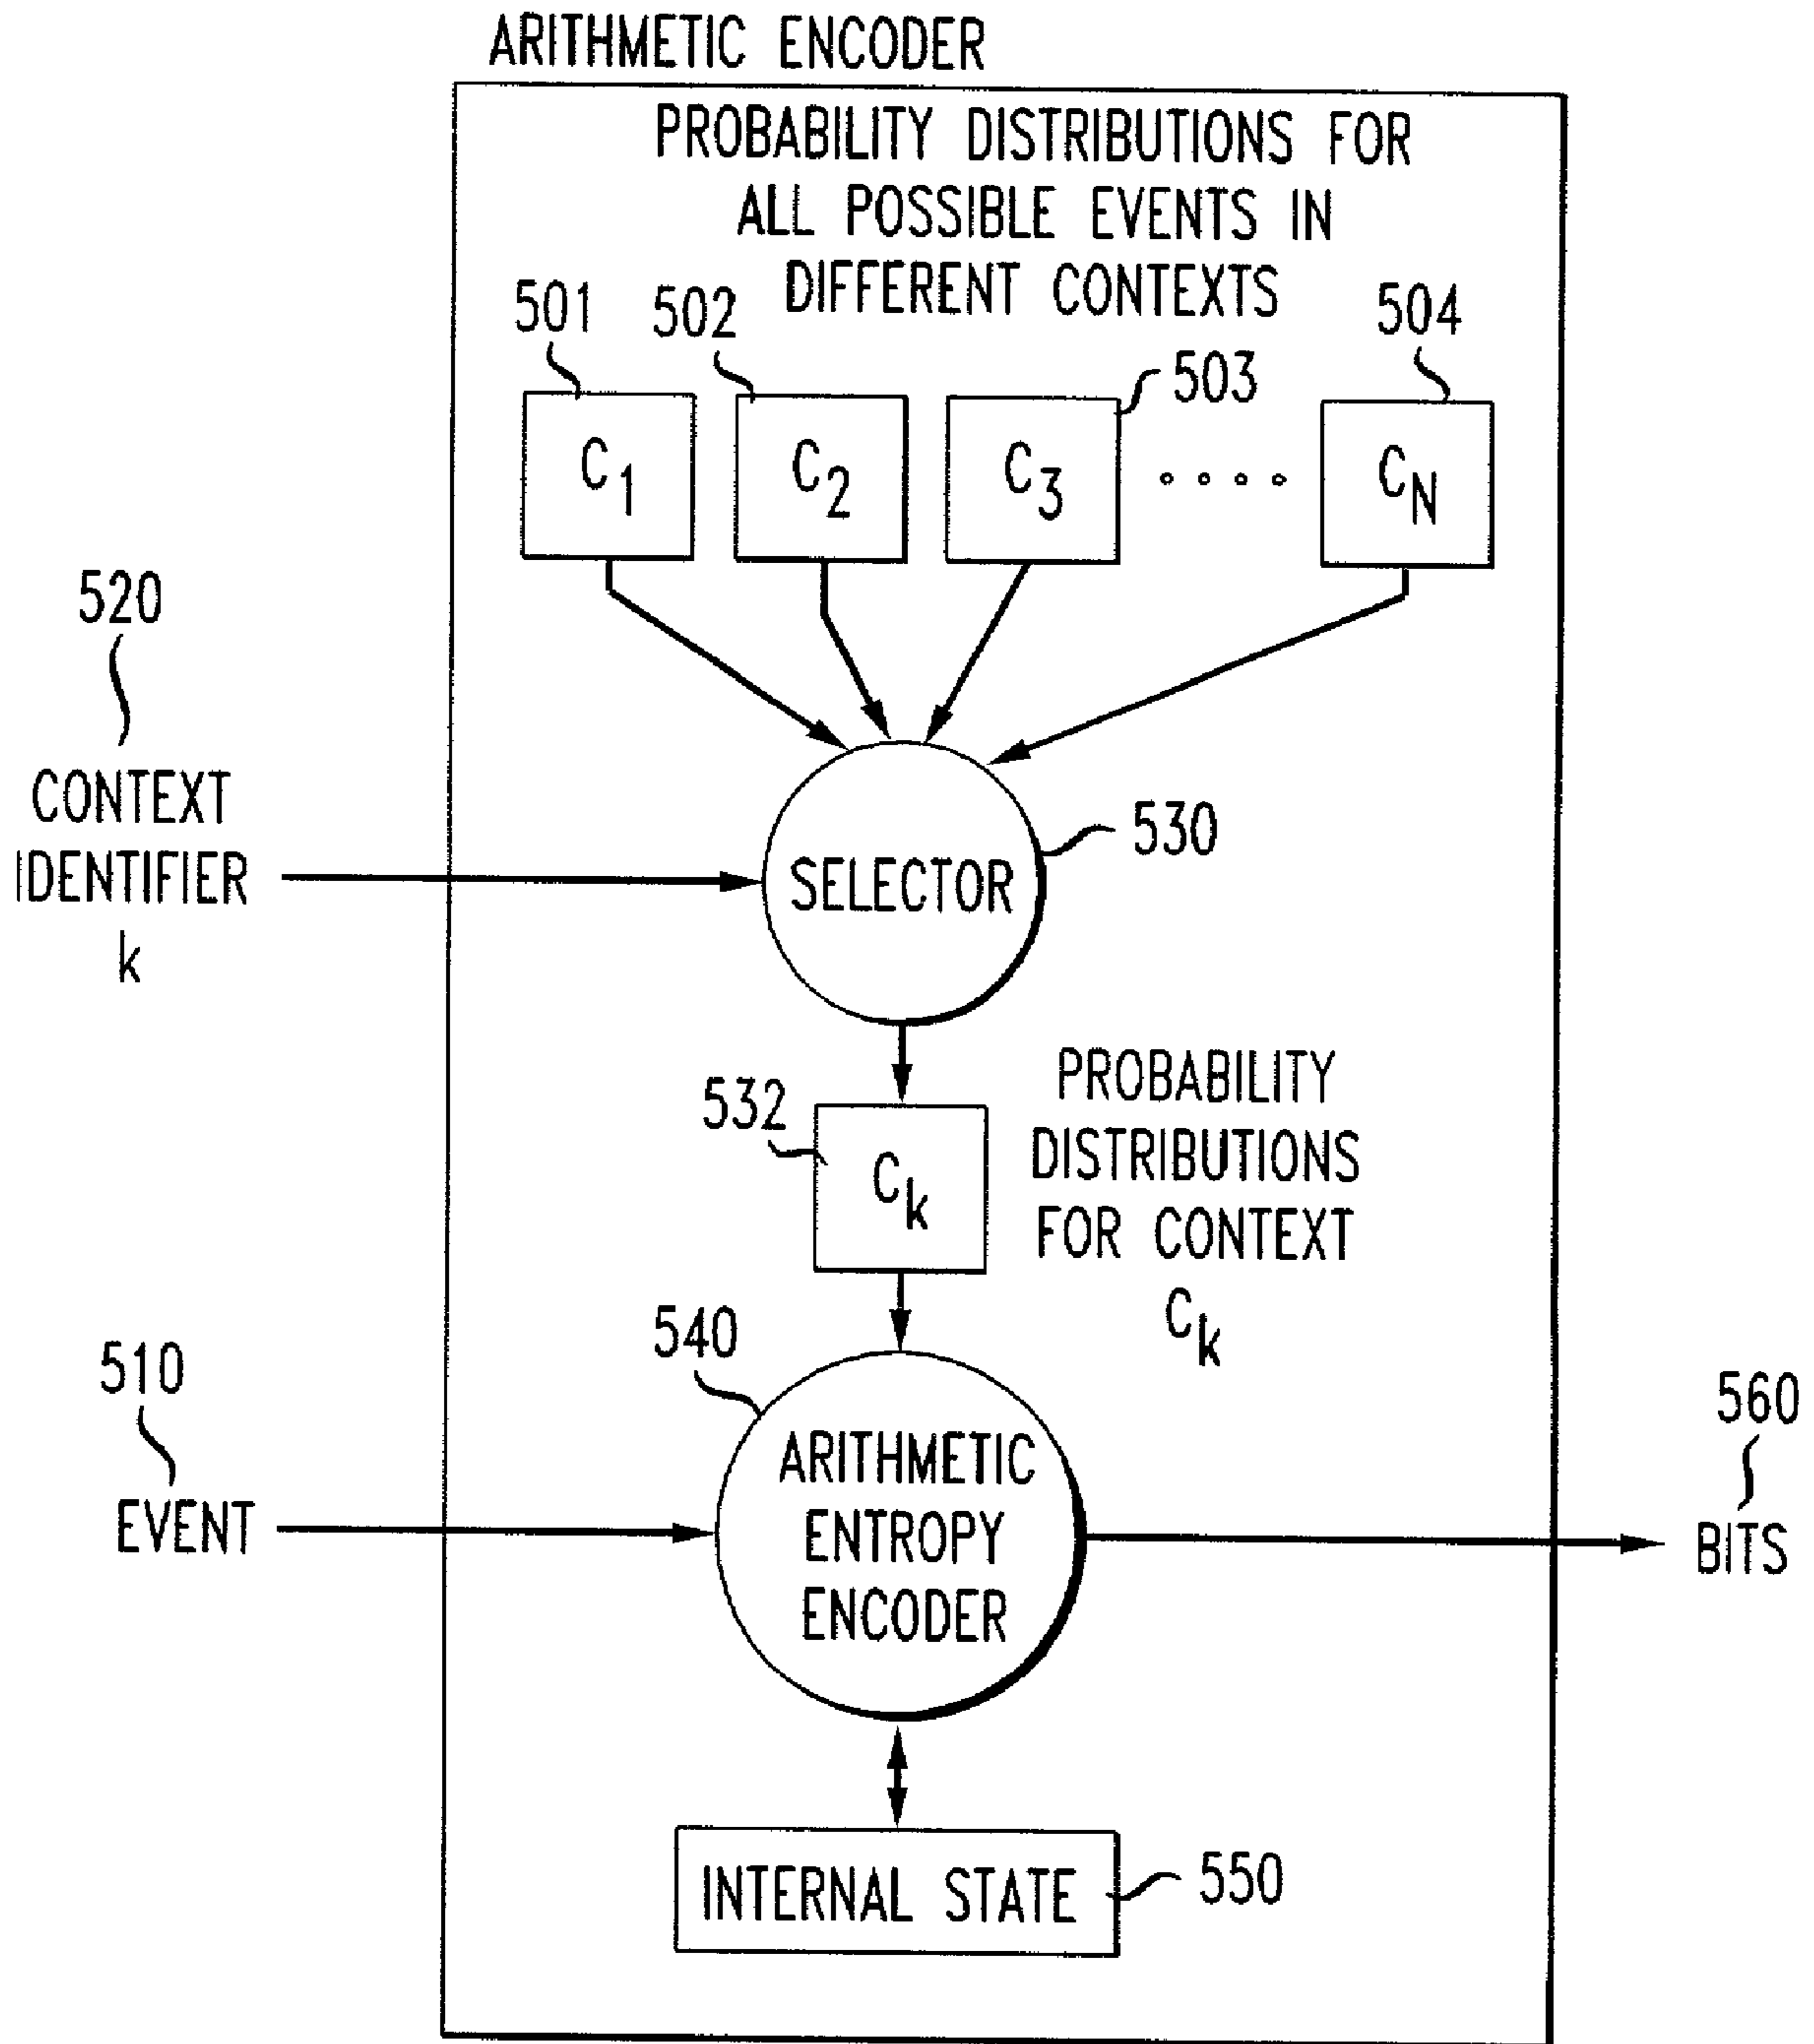 ARITHMETIC ENCODER
PROBABILITY DISTRIBUTIONS FOR
ALL POSSIBLE EVENTS IN
DIFFERENT CONTEXTS
501
502
503
504
C1
C2
C3
CN
520
CONTEXT
IDENTIFIER
k
530
SELECTOR
532
Ck
PROBABILITY
DISTRIBUTIONS
FOR CONTEXT
Ck
540
510
EVENT
ARITHMETIC
ENTROPY
ENCODER
560
BITS
INTERNAL STATE
550